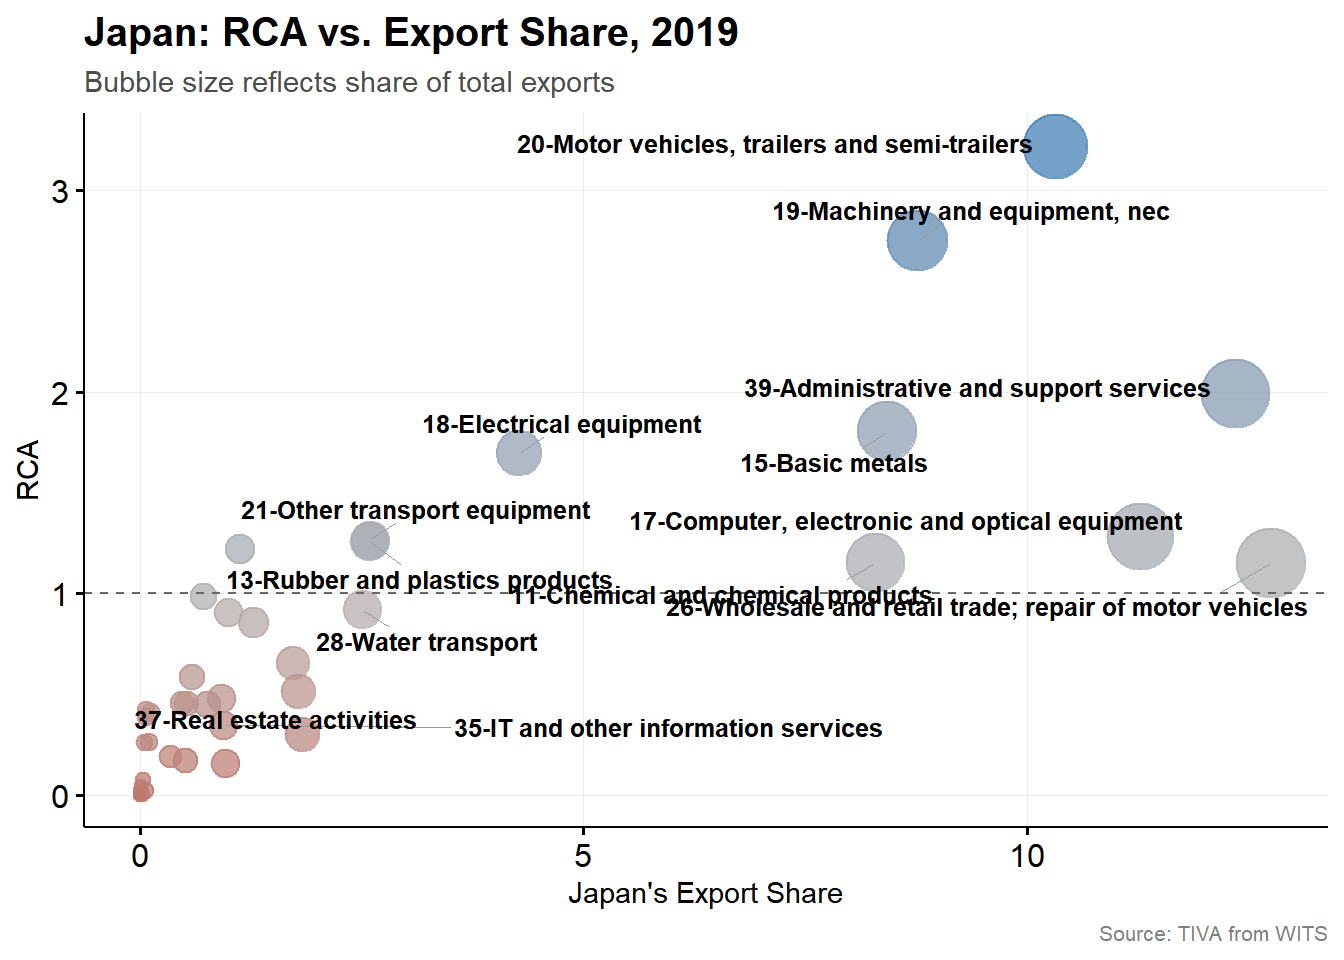 Japan: RCA vs. Export Share, 2019
Bubble size reflects share of total exports
20-Motor vehicles, trailers and semi-trailers
3
19-Machinery and equipment, nec
39-Administrative and support services
2
18-Electrical equipment
15-Basic metals
RCA
21-Other transport equipment
17-Computer, electronic and optical equipment
13-Rubber and plastics products
1
11-Chemical and chemical products
26-Wholesale and retail trade; repair of motor vehicles
28-Water transport
37-Real estate activities
35-IT and other information services
0
0
5
10
Japan's Export Share
Source: TIVA from WITS